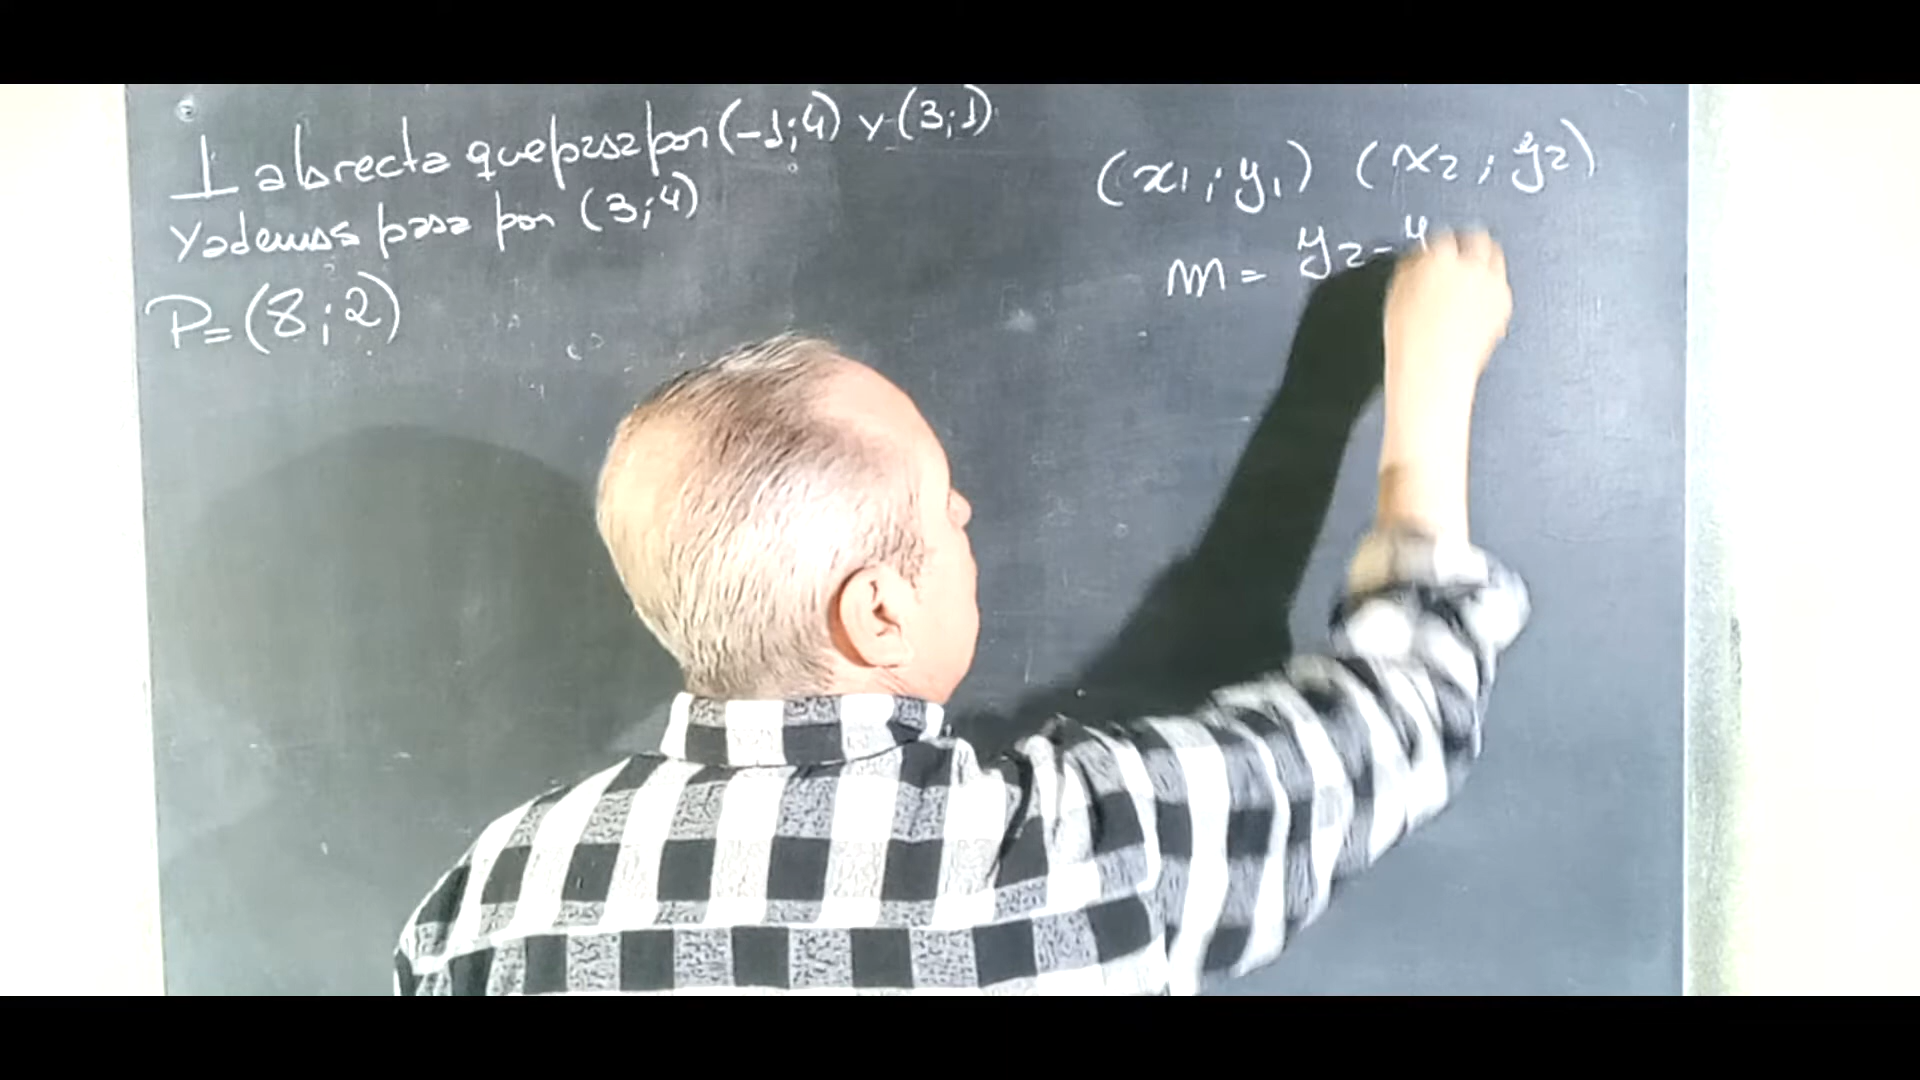 ⊥ a la recta que pasa por (-1;4) y (3;1)
Y además pasa por (3;4)
P=(8;2)
(x₁;y₁) (x₂;y₂)
m = y₂-y